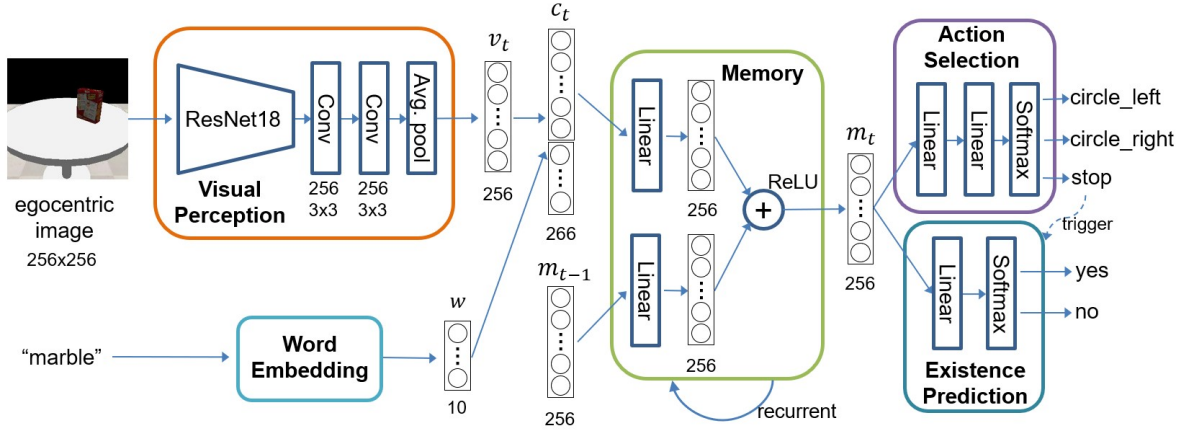 egocentric
image
256x256
ResNet18
Conv
Conv
Avg. pool
256
3x3
256
3x3
Visual
Perception
v_t
256
c_t
266
"marble"
Word
Embedding
w
10
m_{t-1}
256
Memory
Linear
256
Linear
256
ReLU
+
recurrent
m_t
256
Action
Selection
Linear
Linear
Softmax
circle_left
circle_right
stop
trigger
Linear
Softmax
yes
no
Existence
Prediction